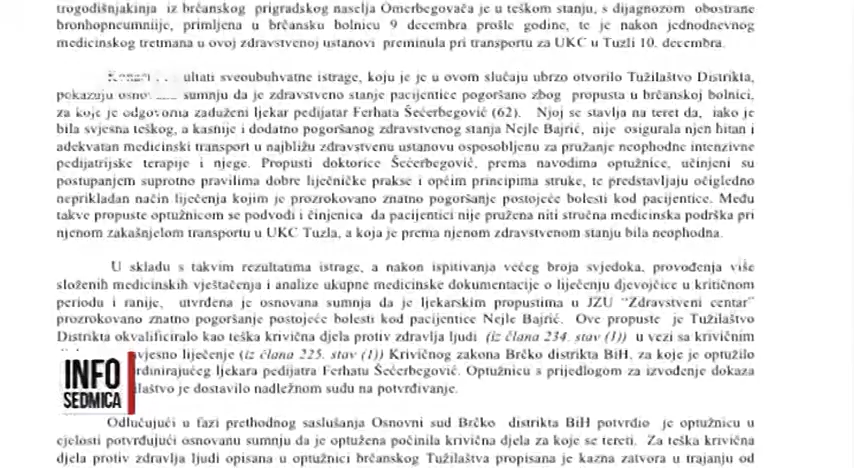 trogodišnjakinja iz brčanskog prigradskog naselja Omerbegovača je u teškom stanju, s dijagnozom obostrane
bronhopneumniije, primljena u brčansku bolnicu 9 decembra prošle godine, te je nakon jednodnevnog
medicinskog tretmana u ovoj zdravstvenoj ustanovi preminula pri transportu za UKC u Tuzli 10. decembra.
ultati sveoubuhvatne istrage, koju je je u ovom slučaju ubrzo otvorilo Tužilaštvo Distrikta,
pokazuju sumnju da je zdravstveno stanje pacijentice pogoršano zbog propusta u brčanskoj bolnici,
za koje je odgovorna zaduženi ljekar pedijatar Ferhata Šećerbegović (62). Njoj se stavlja na teret da, iako je
bila svjesna teškog, a kasnije i dodatno pogoršanog zdravstvenog stanja Nejle Bajrić, nije osigurala njen hitan i
adekvatan medicinski transport u najbližu zdravstvenu ustanovu osposobljenu za pružanje neophodne intenzivne
pedijatrijske terapije i njege. Propusti doktorice Šećerbegović, prema navodima optužnice, učinjeni su
postupanjem suprotno pravilima dobre liječničke prakse i općim principima struke, te predstavljaju očigledno
neprikladan način liječenja kojim je prozrokovano znatno pogoršanje postojeće bolesti kod pacijentice. Među
takve propuste optužnicom se podvodi i činjenica da pacijentici nije pružena niti stručna medicinska podrška pri
njenom zakašnjelom transportu u UKC Tuzla, a koja je prema njenom zdravstvenom stanju bila neophodna.
U skladu s takvim rezultatima istrage, a nakon ispitivanja većeg broja svjedoka, provođenja više
složenih medicinskih vještačenja i analize ukupne medicinske dokumentacije o liječenju djevojčice u kritičnom
periodu i ranije, utvrđena je osnovana sumnja da je ljekarskim propustima u JZU “Zdravstveni centar”
prozrokovano znatno pogoršanje postojeće bolesti kod pacijentice Nejle Bajrić. Ove propuste je Tužilaštvo
Distrikta okvalificiralo kao teška krivična djela protiv zdravlja ljudi (iz člana 234. stav (1)) u vezi sa krivičnim
vjesno liječenje (iz člana 225. stav (1)) Krivičnog zakona Brčko distrikta BiH, za koje je optužilo
rdinirajućeg ljekara pedijatra Ferhatu Šećerbegović. Optužnicu s prijedlogom za izvođenje dokaza
ilaštvo je dostavilo nadležnom sudu na potvrđivanje.
INFO
SEDMICA
Odlučujući u fazi prethodnog saslušanja Osnovni sud Brčko distrikta BiH potvrdio je optužnicu u
cjelosti potvrđujući osnovanu sumnju da je optužena počinila krivična djela za koje se tereti. Za teška krivična
djela protiv zdravlja ljudi opisana u optužnici brčanskog Tužilaštva propisana je kazna zatvora u trajanju od